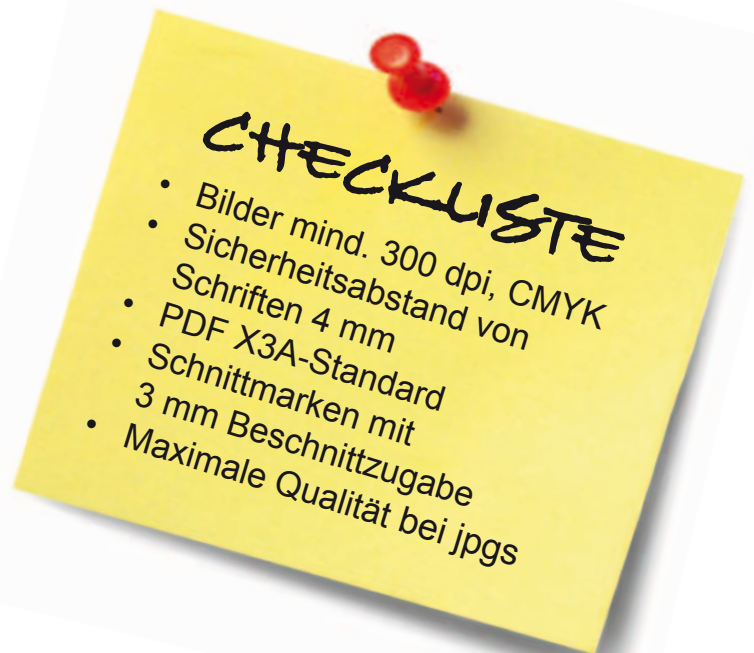 CHECKLISTE
• Bilder mind. 300 dpi, CMYK
• Sicherheitsabstand von
Schriften 4 mm
• PDF X3A-Standard
• Schnittmarken mit
3 mm Beschnittzugabe
• Maximale Qualität bei jpgs